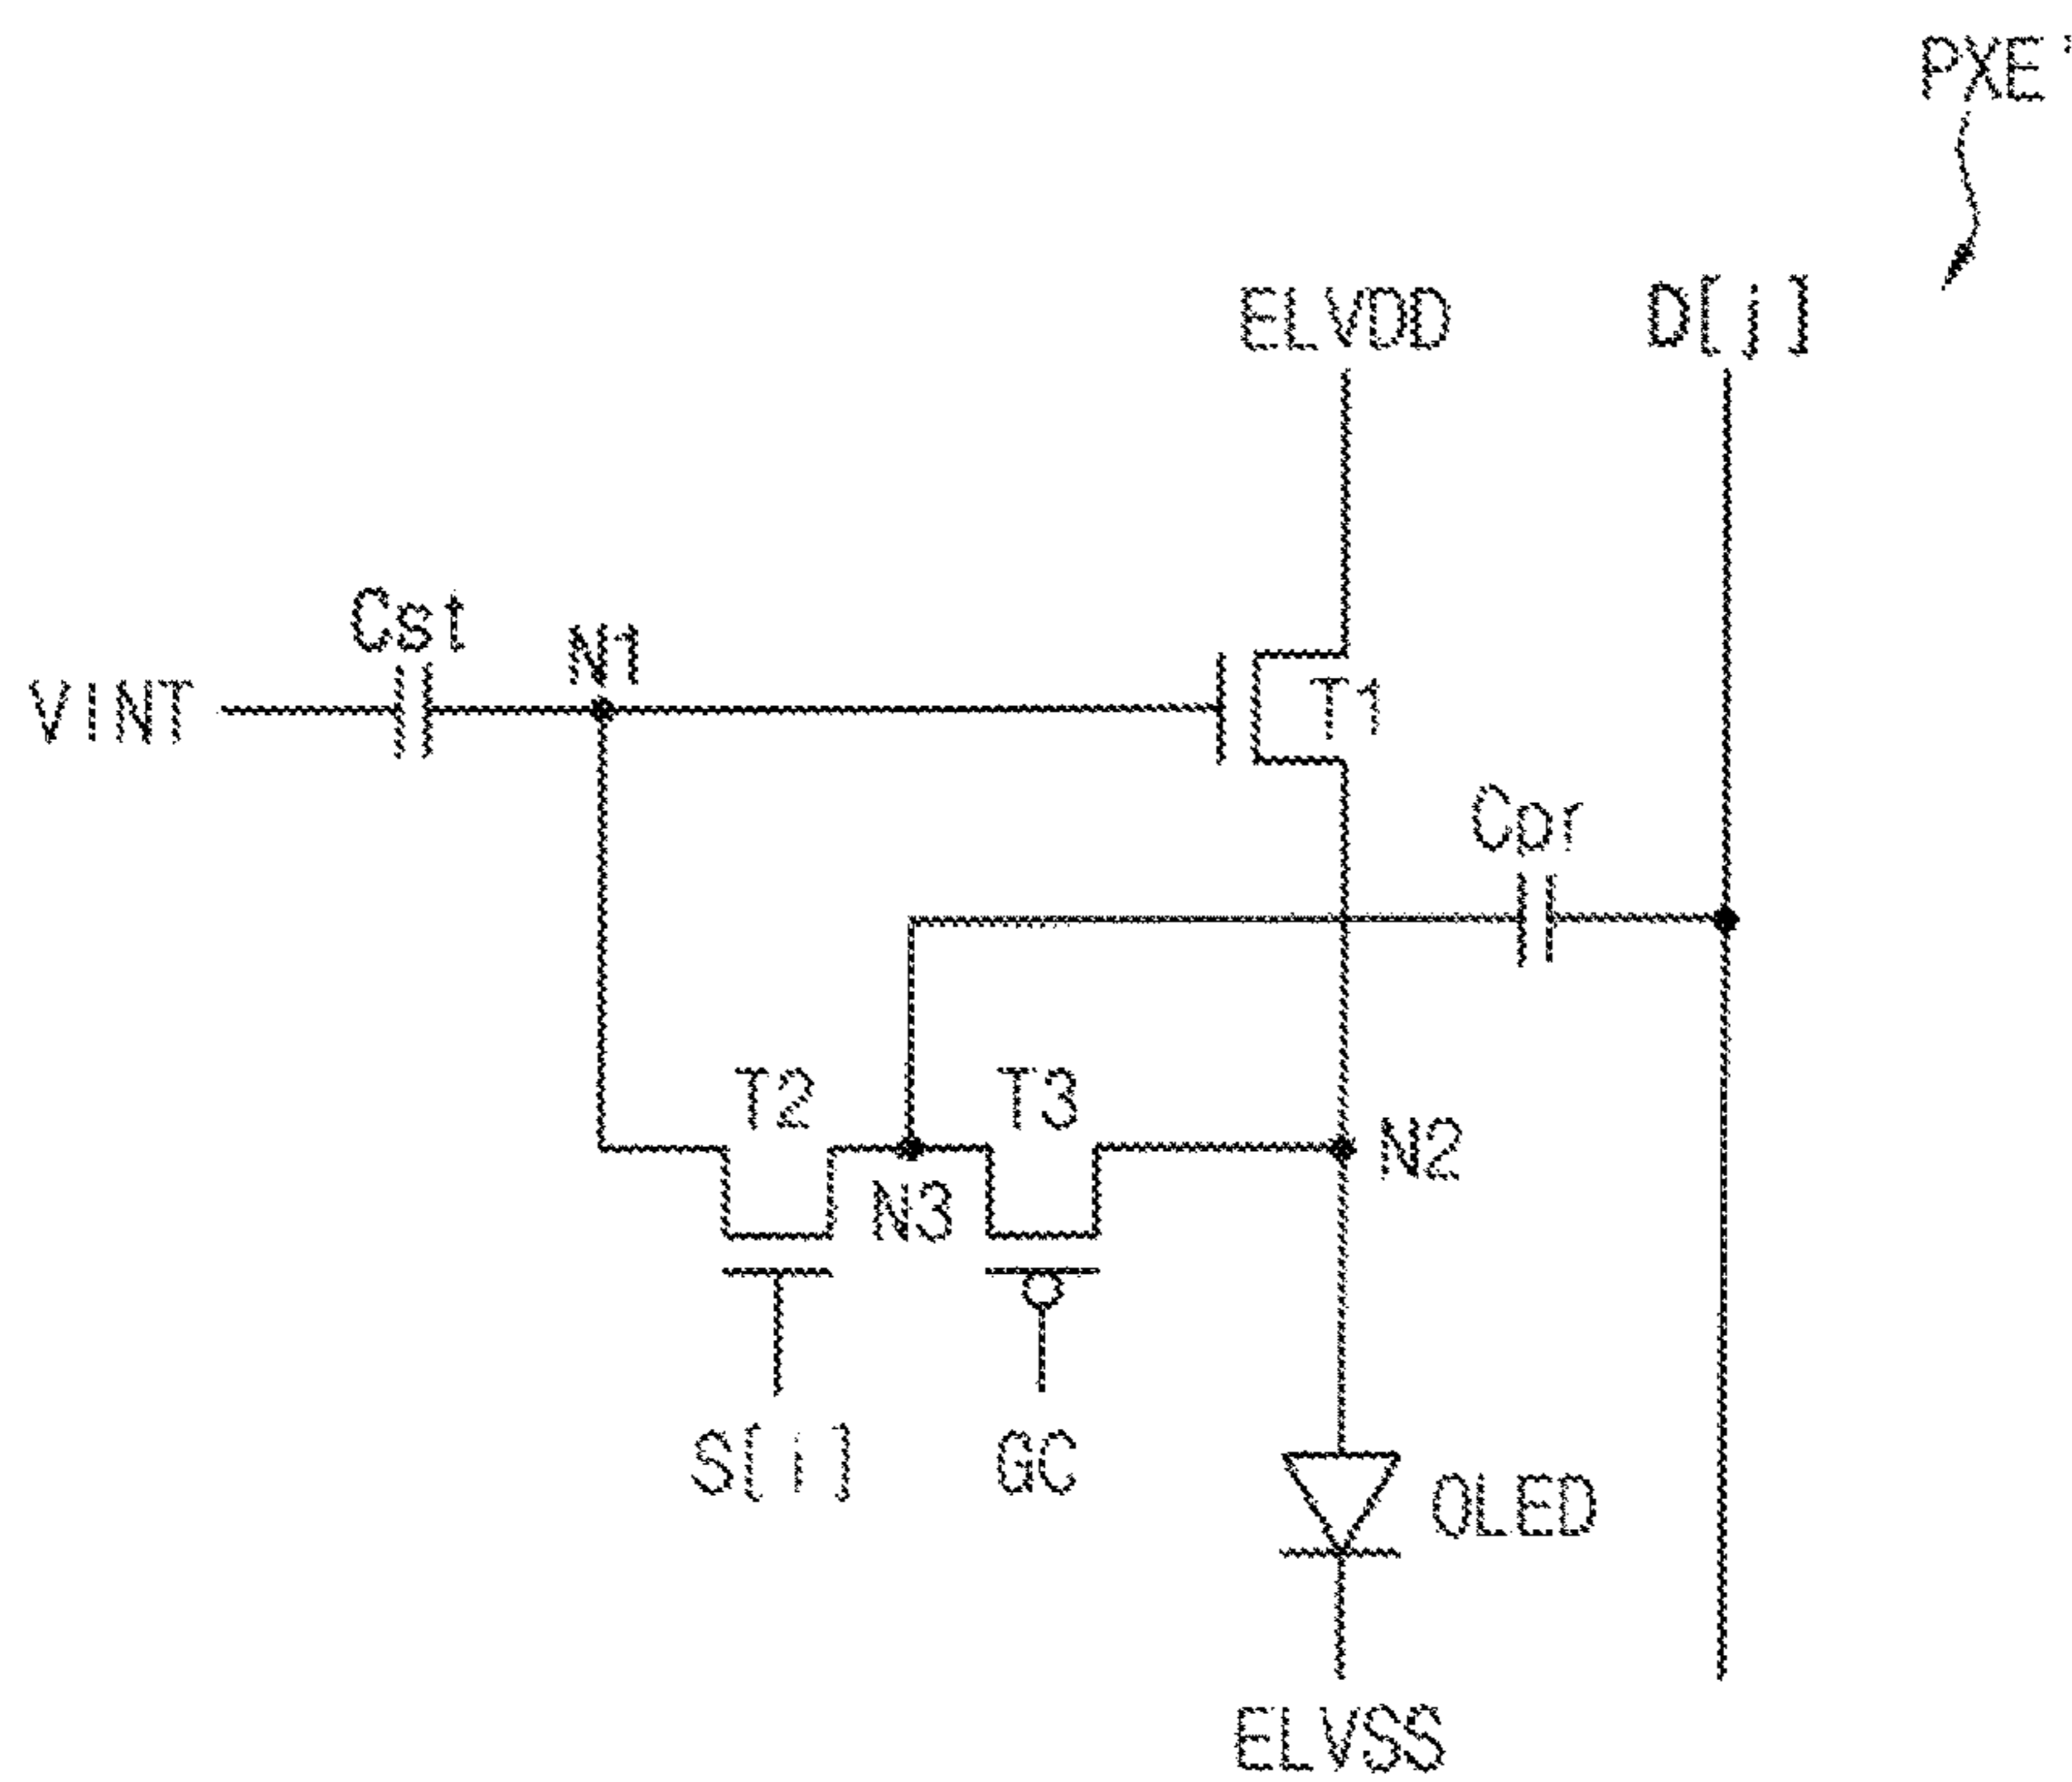 PXE'
ELVDD
D[j]
Cst
N1
VINT
T1
Cpr
T2
T3
N2
N3
S[i]
GC
OLED
ELVSS